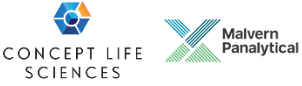 CONCEPT LIFE
SCIENCES
Malvern
Panalytical